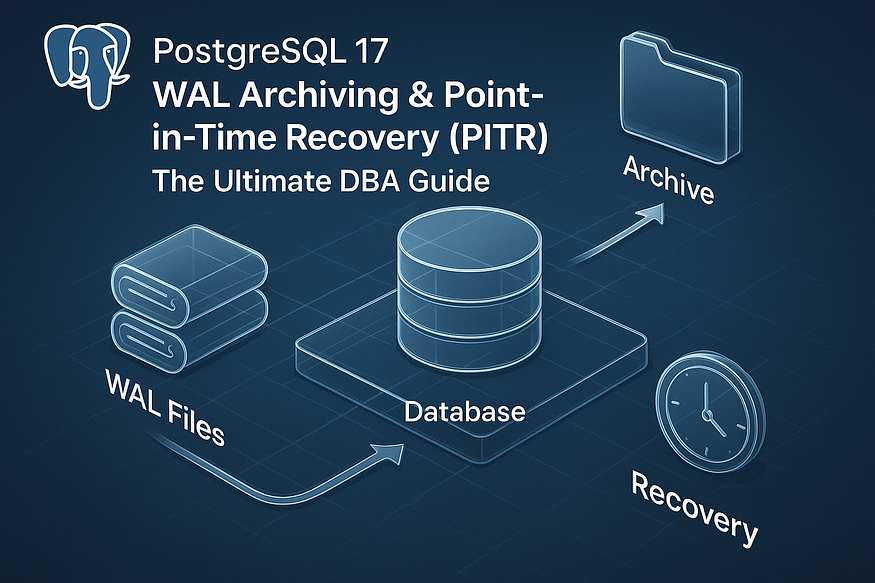 PostgreSQL 17
WAL Archiving & Point-
in-Time Recovery (PITR)
The Ultimate DBA Guide
Archive
WAL Files
Database
Recovery